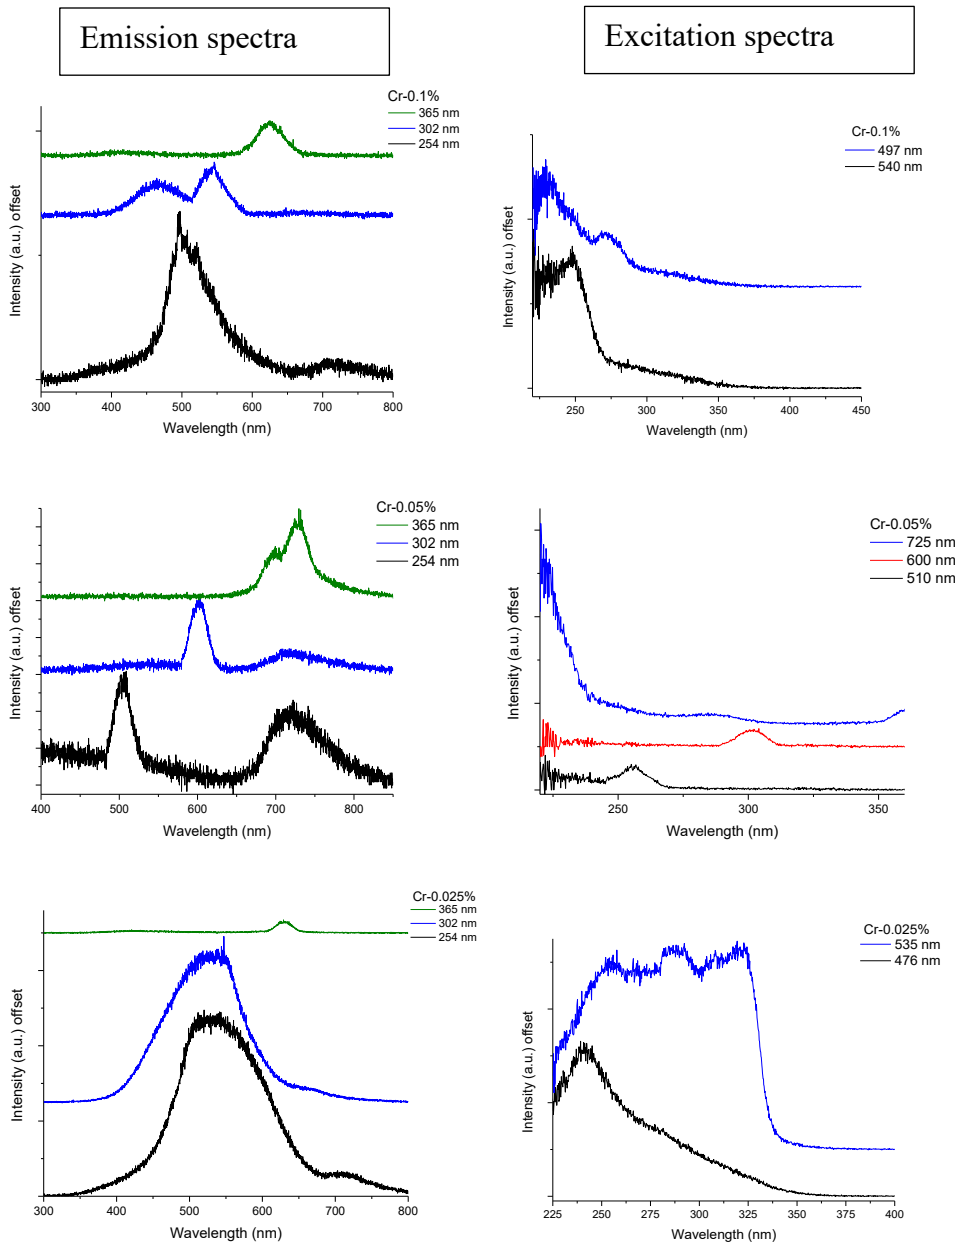 Emission spectra
Excitation spectra
Cr-0.1%
365 nm
302 nm
254 nm
Intensity (a.u.) offset
300 400 500 600 700 800
Wavelength (nm)
Cr-0.1%
497 nm
540 nm
Intensity (a.u.) offset
250 300 350 400 450
Wavelength (nm)
Cr-0.05%
365 nm
302 nm
254 nm
Intensity (a.u.) offset
400 500 600 700 800
Wavelength (nm)
Cr-0.05%
725 nm
600 nm
510 nm
Intensity (a.u.) offset
250 300 350
Wavelength (nm)
Cr-0.025%
365 nm
302 nm
254 nm
Intensity (a.u.) offset
300 400 500 600 700 800
Wavelength (nm)
Cr-0.025%
535 nm
476 nm
Intensity (a.u.) offset
225 250 275 300 325 350 375 400
Wavelength (nm)